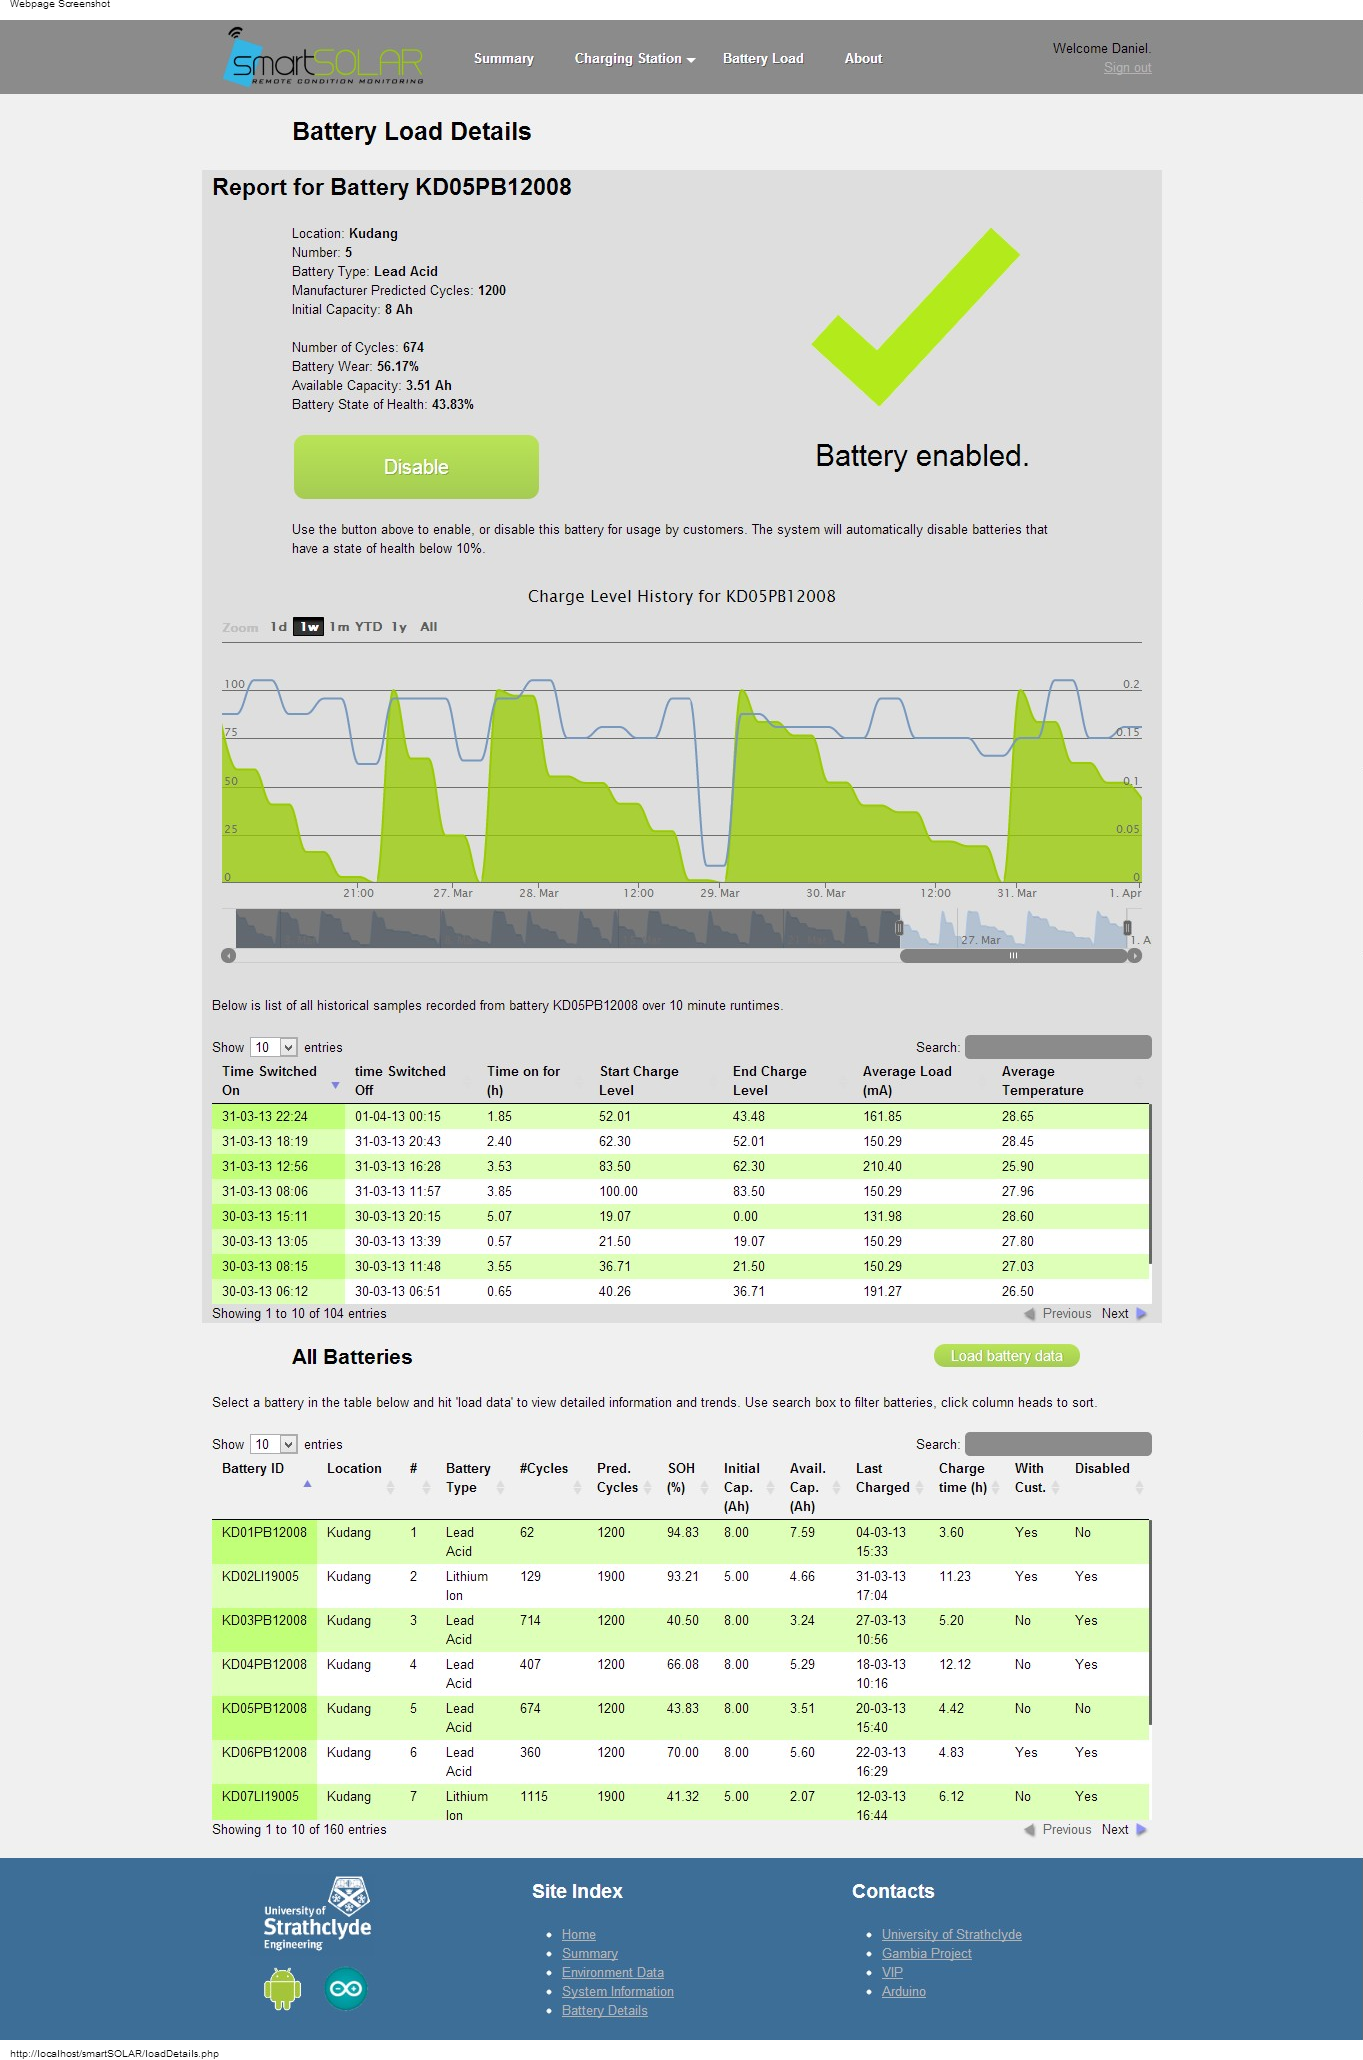 Webpage Screenshot
smartSOLAR
REMOTE CONDITION MONITORING
Summary Charging Station Battery Load About
Welcome Daniel.
Sign out
Battery Load Details
Report for Battery KD05PB12008
Location: Kudang
Number: 5
Battery Type: Lead Acid
Manufacturer Predicted Cycles: 1200
Initial Capacity: 8 Ah
Number of Cycles: 674
Battery Wear: 56.17%
Available Capacity: 3.51 Ah
Battery State of Health: 43.83%
Disable
Battery enabled.
Use the button above to enable, or disable this battery for usage by customers. The system will automatically disable batteries that
have a state of health below 10%.
Charge Level History for KD05PB12008
Zoom 1d 1w 1m YTD 1y All
100 0.2
75 0.15
50 0.1
25 0.05
0 0
21:00 27. Mar 28. Mar 12:00 29. Mar 30. Mar 12:00 31. Mar 1. Apr
27. Mar 1. A
Below is list of all historical samples recorded from battery KD05PB12008 over 10 minute runtimes.
Show 10 entries Search:
Time Switched On time Switched Off Time on for (h) Start Charge Level End Charge Level Average Load (mA) Average Temperature
31-03-13 22:24 01-04-13 00:15 1.85 52.01 43.48 161.85 28.65
31-03-13 18:19 31-03-13 20:43 2.40 62.30 52.01 150.29 28.45
31-03-13 12:56 31-03-13 16:28 3.53 83.50 62.30 210.40 25.90
31-03-13 08:06 31-03-13 11:57 3.85 100.00 83.50 150.29 27.96
30-03-13 15:11 30-03-13 20:15 5.07 19.07 0.00 131.98 28.60
30-03-13 13:05 30-03-13 13:39 0.57 21.50 19.07 150.29 27.80
30-03-13 08:15 30-03-13 11:48 3.55 36.71 21.50 150.29 27.03
30-03-13 06:12 30-03-13 06:51 0.65 40.26 36.71 191.27 26.50
Showing 1 to 10 of 104 entries Previous Next
All Batteries Load battery data
Select a battery in the table below and hit 'load data' to view detailed information and trends. Use search box to filter batteries, click column heads to sort.
Show 10 entries Search:
Battery ID Location # Battery Type #Cycles Pred. Cycles SOH (%) Initial Cap. (Ah) Avail. Cap. (Ah) Last Charged Charge time (h) With Cust. Disabled
KD01PB12008 Kudang 1 Lead Acid 62 1200 94.83 8.00 7.59 04-03-13 15:33 3.60 Yes No
KD02LI19005 Kudang 2 Lithium Ion 129 1900 93.21 5.00 4.66 31-03-13 17:04 11.23 Yes Yes
KD03PB12008 Kudang 3 Lead Acid 714 1200 40.50 8.00 3.24 27-03-13 10:56 5.20 No Yes
KD04PB12008 Kudang 4 Lead Acid 407 1200 66.08 8.00 5.29 18-03-13 10:16 12.12 No Yes
KD05PB12008 Kudang 5 Lead Acid 674 1200 43.83 8.00 3.51 20-03-13 15:40 4.42 No No
KD06PB12008 Kudang 6 Lead Acid 360 1200 70.00 8.00 5.60 22-03-13 16:29 4.83 Yes Yes
KD07LI19005 Kudang 7 Lithium Ion 1115 1900 41.32 5.00 2.07 12-03-13 16:44 6.12 No Yes
Showing 1 to 10 of 160 entries Previous Next
University of
Strathclyde
Engineering
Site Index
Home
Summary
Environment Data
System Information
Battery Details
Contacts
University of Strathclyde
Gambia Project
VIP
Arduino
http://localhost/smartSOLAR/loadDetails.php